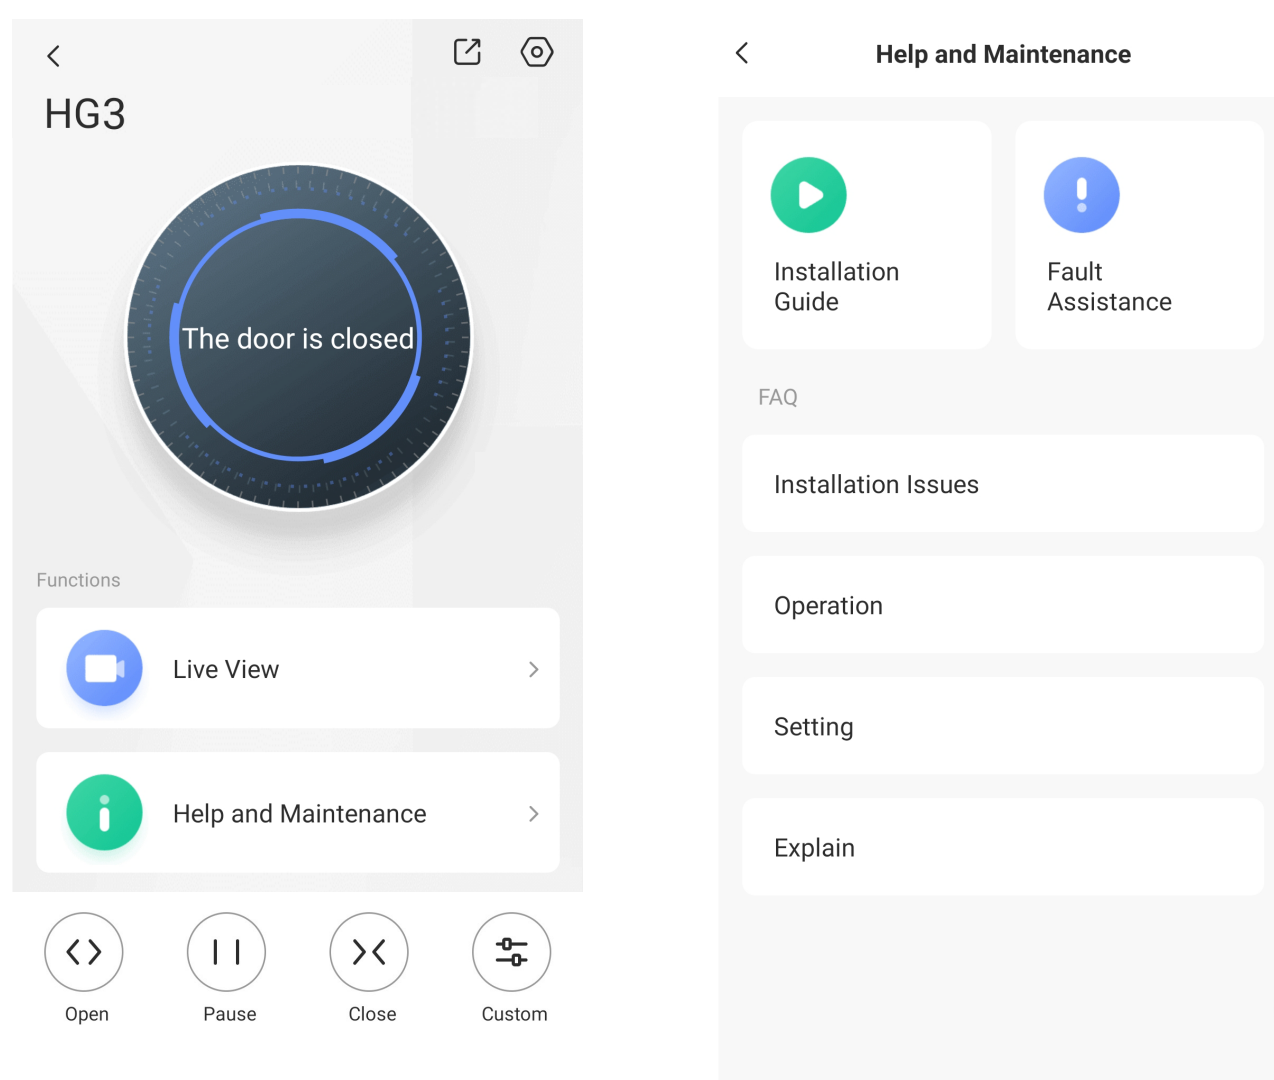 HG3
The door is closed
Functions
Live View
Help and Maintenance
Open
Pause
Close
Custom
Help and Maintenance
Installation
Guide
Fault
Assistance
FAQ
Installation Issues
Operation
Setting
Explain